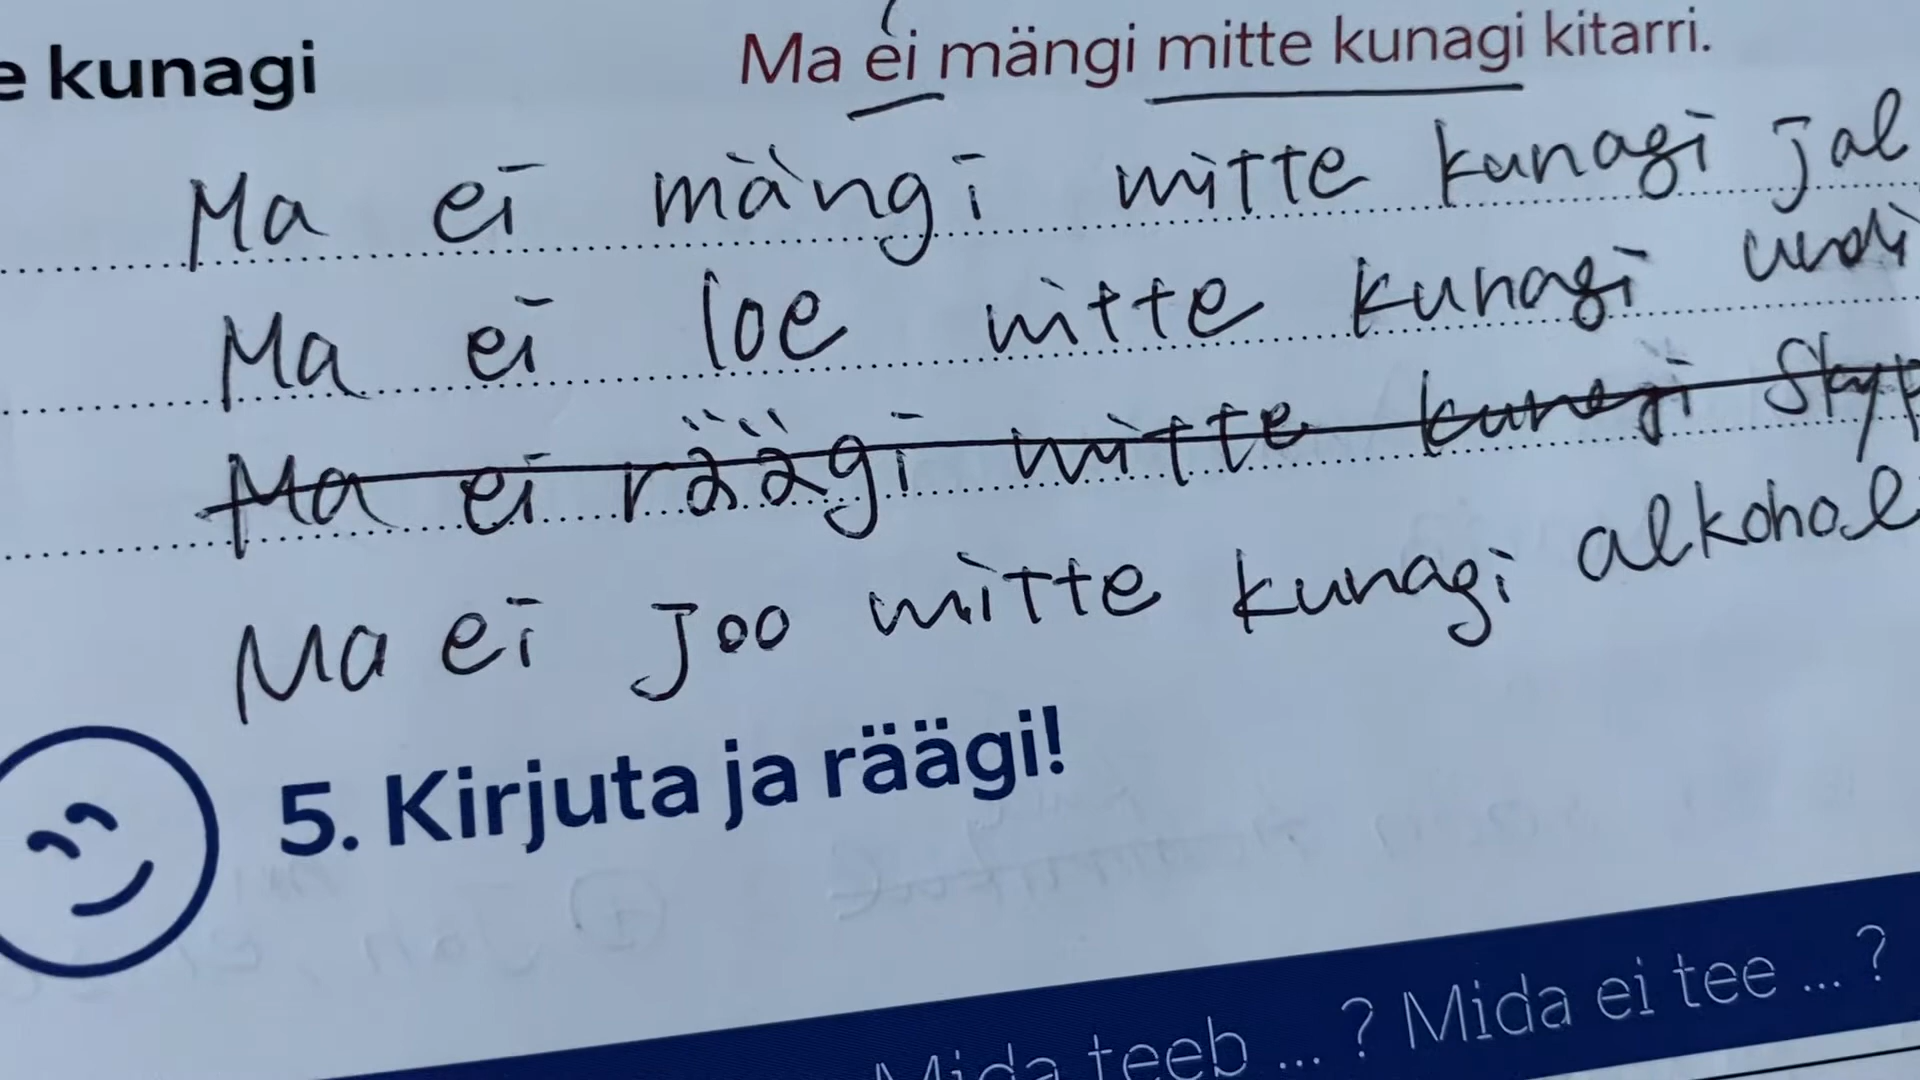 e kunagi
Ma ei mängi mitte kunagi kitarri.
Ma ei mängi mitte kunagi jal
Ma ei loe mitte kunagi
Ma ei räägi mitte kunagi Skyp
Ma ei joo mitte kunagi alkohol
5. Kirjuta ja räägi!
Mida teeb ... ? Mida ei tee ... ?